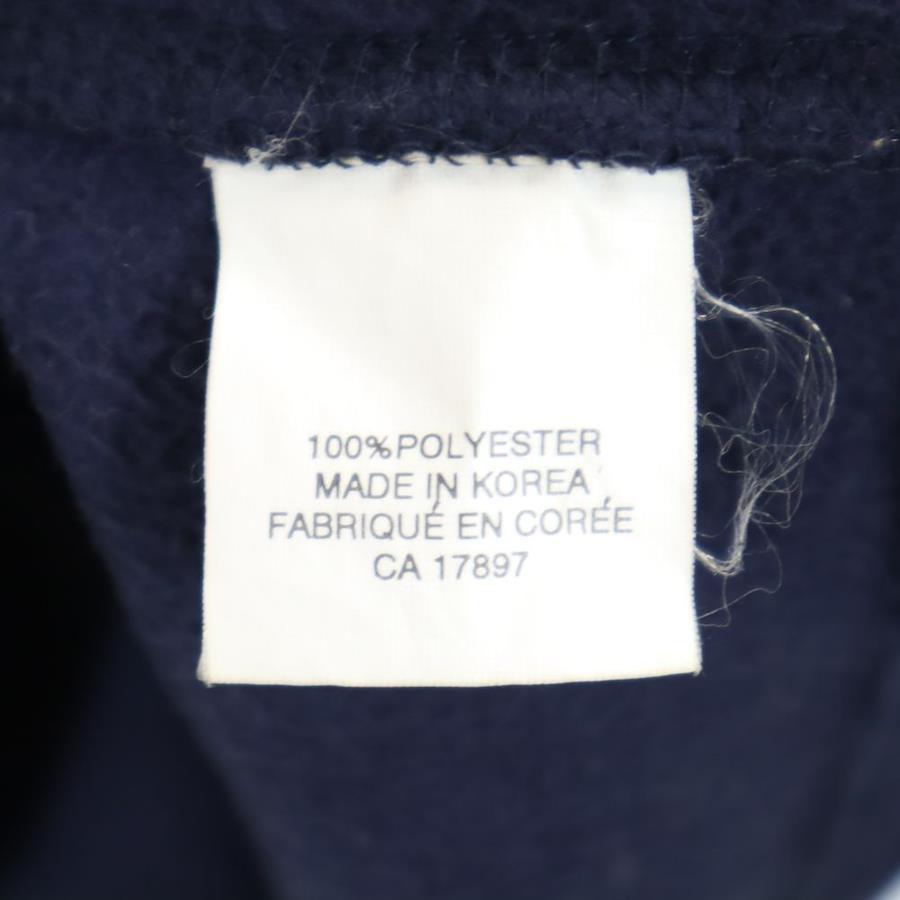 100% POLYESTER
MADE IN KOREA
FABRIQUÉ EN CORÉE
CA 17897